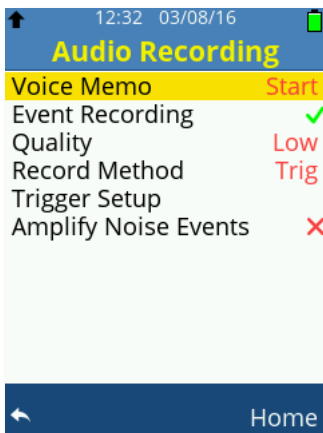 12:32 03/08/16
Audio Recording
Voice Memo Start
Event Recording
Quality Low
Record Method Trig
Trigger Setup
Amplify Noise Events
Home